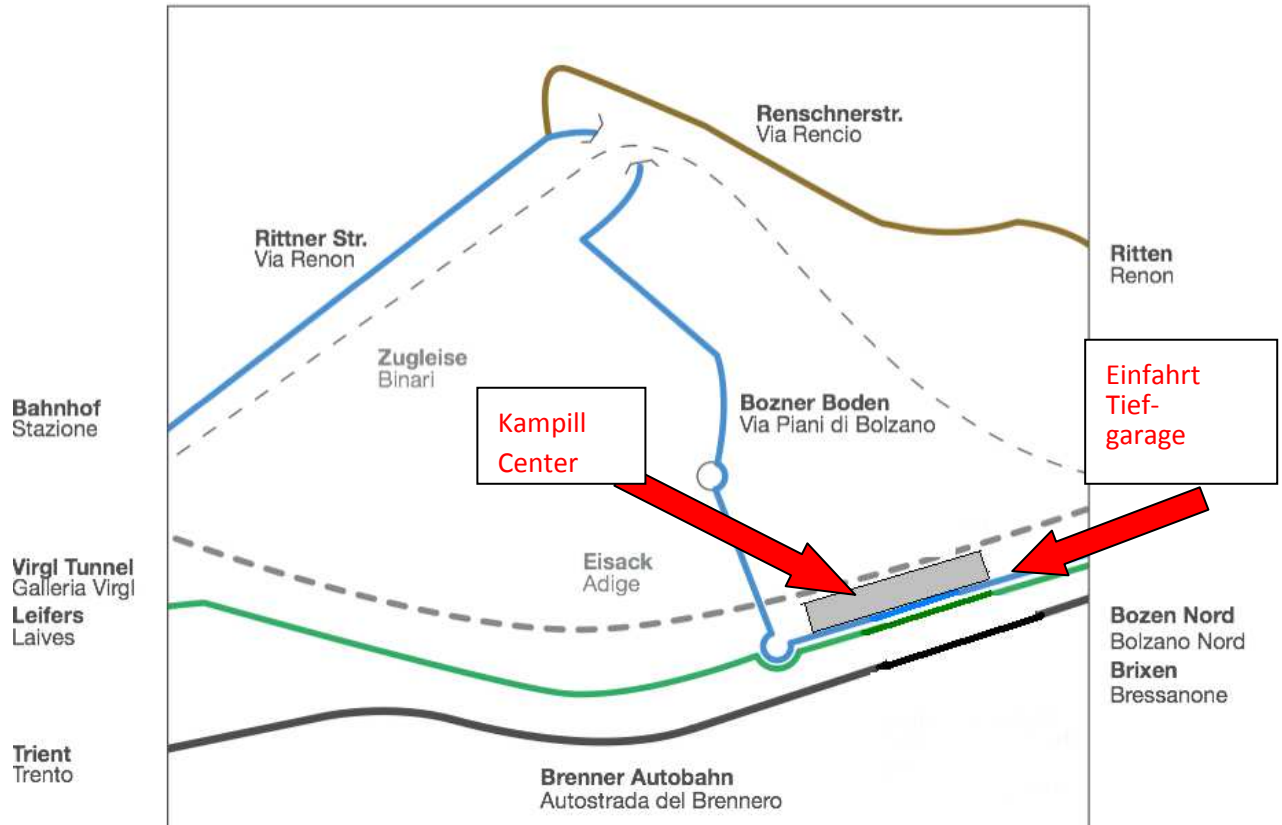 Renschnerstr.
Via Rencio
Rittner Str.
Via Renon
Ritten
Renon
Zugleise
Binari
Einfahrt
Tief-
garage
Bahnhof
Stazione
Kampill
Center
Bozner Boden
Via Piani di Bolzano
Virgl Tunnel
Galleria Virgl
Leifers
Laives
Eisack
Adige
Bozen Nord
Bolzano Nord
Brixen
Bressanone
Trient
Trento
Brenner Autobahn
Autostrada del Brennero